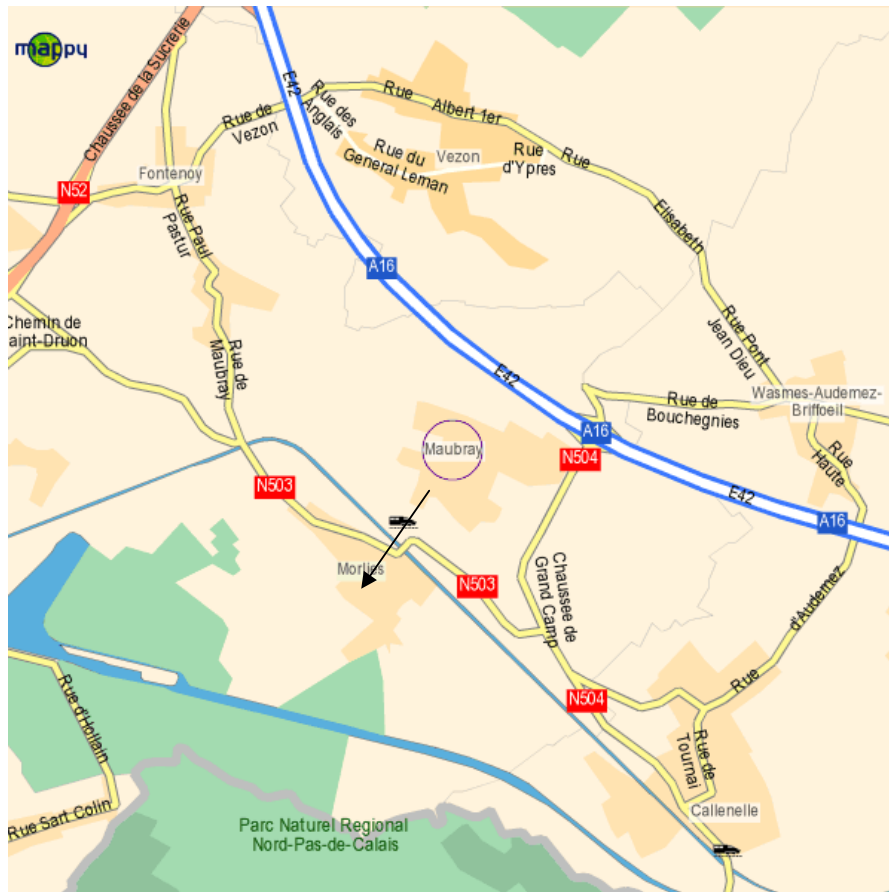 mappy
Chaussee de la Sucrerie
E42
Rue des
Anglais
Rue
Albert 1er
Rue de
Vezon
Rue du
General Leman
Vezon
Rue
d'Ypres
Rue
Fontenoy
N52
Rue Paul
Pastur
Elisabeth
A16
Chemin de
aint-Druon
Rue de
Maubray
Rue Pont
Jean Dieu
E42
Wasmes-Audemez-
Briffoeil
Rue de
Bouchegnies
A16
Maubray
N504
Rue
Haute
N503
E42
A16
Morlies
N503
Chaussee de
Grand Camp
d'Audemez
Rue
N504
Rue d'Hollain
Rue de
Tournai
Rue Sart Colin
Callenelle
Parc Naturel Regional
Nord-Pas-de-Calais